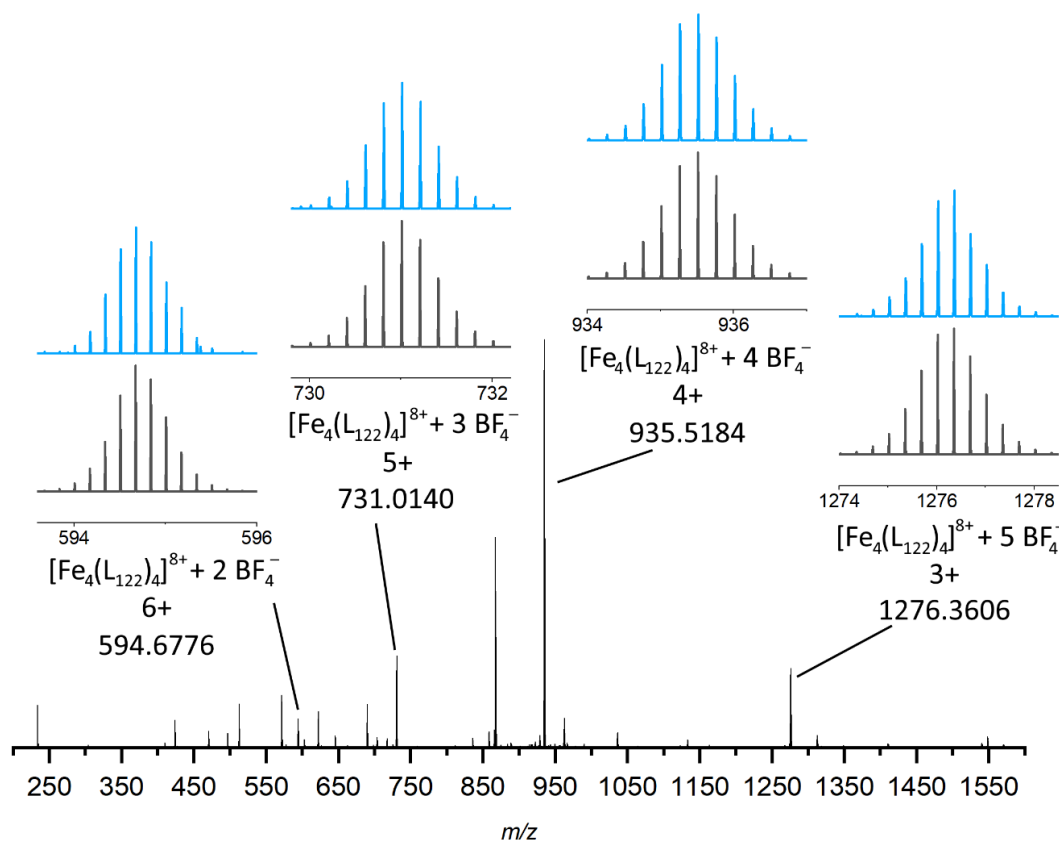 934 936
730 732
[Fe₄(L₁₂₂)₄]⁸⁺ + 4 BF₄⁻
4+
935.5184
[Fe₄(L₁₂₂)₄]⁸⁺ + 3 BF₄⁻
5+
731.0140
1274 1276 1278
594 596
[Fe₄(L₁₂₂)₄]⁸⁺ + 5 BF₄⁻
3+
1276.3606
[Fe₄(L₁₂₂)₄]⁸⁺ + 2 BF₄⁻
6+
594.6776
250 350 450 550 650 750 850 950 1050 1150 1250 1350 1450 1550
m/z